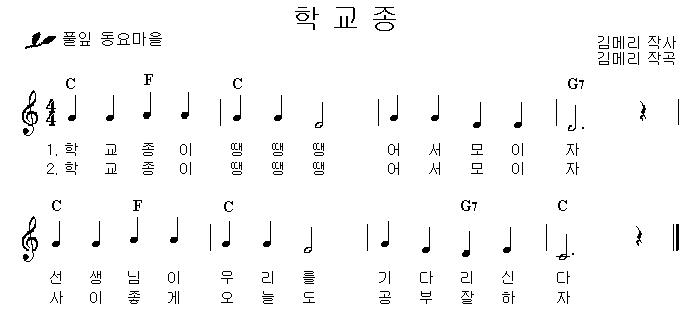 학 교 종
풀잎 동요마을
김메리 작사
김메리 작곡
C F C G7
4 4
1. 학 교 종 이 땡 땡 땡 어 서 모 이 자
2. 학 교 종 이 땡 땡 땡 어 서 모 이 자
C F C G7 C
선 생 님 이 우 리 를 기 다 리 신 다
사 이 좋 게 오 늘 도 공 부 잘 하 자